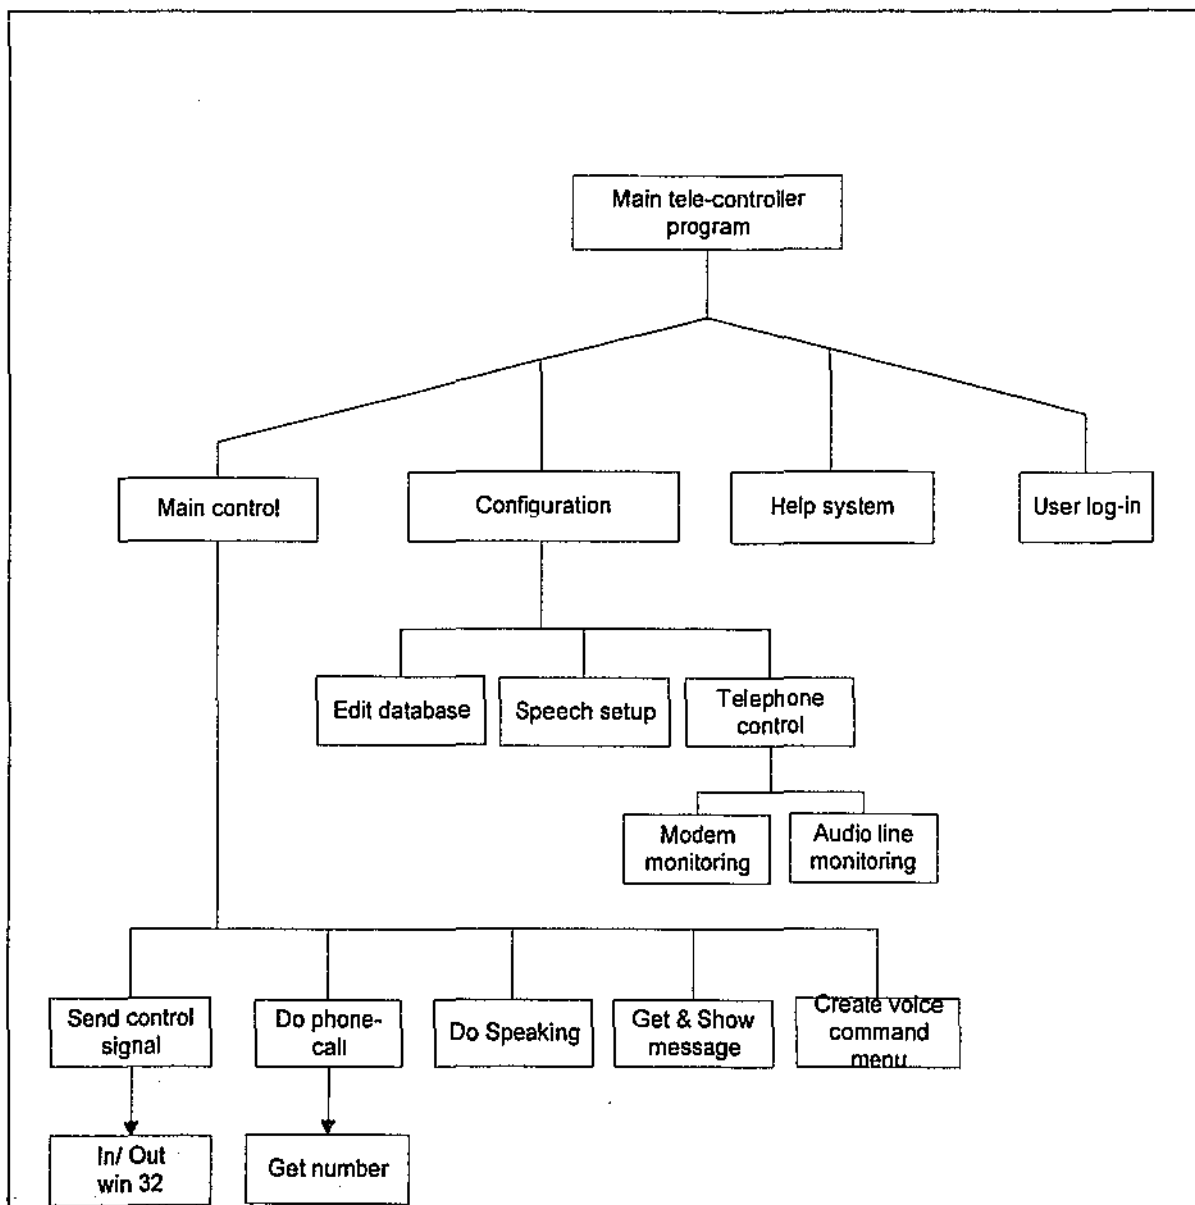 Main tele-controller
program
Main control
Configuration
Help system
User log-in
Edit database
Speech setup
Telephone
control
Modem
monitoring
Audio line
monitoring
Send control
signal
Do phone-
call
Do Speaking
Get & Show
message
Create voice
command
menu
In/ Out
win 32
Get number